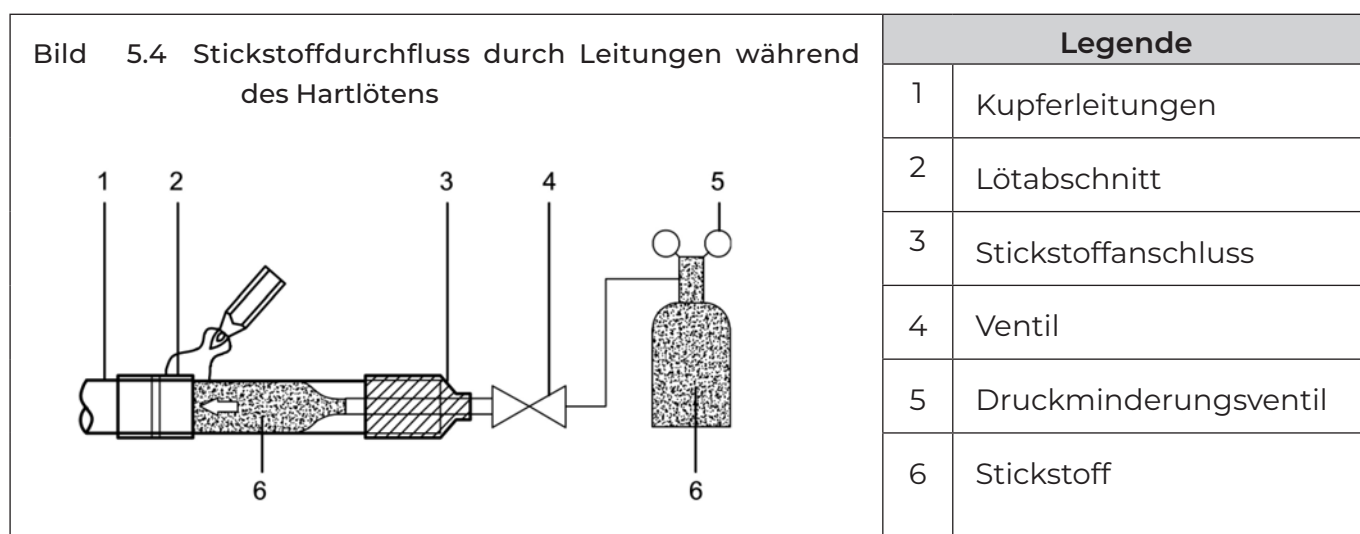 Bild 5.4 Stickstoffdurchfluss durch Leitungen während
des Hartlötens
1 2 3 4 5
6 6
Legende
1 Kupferleitungen
2 Lötabschnitt
3 Stickstoffanschluss
4 Ventil
5 Druckminderungsventil
6 Stickstoff